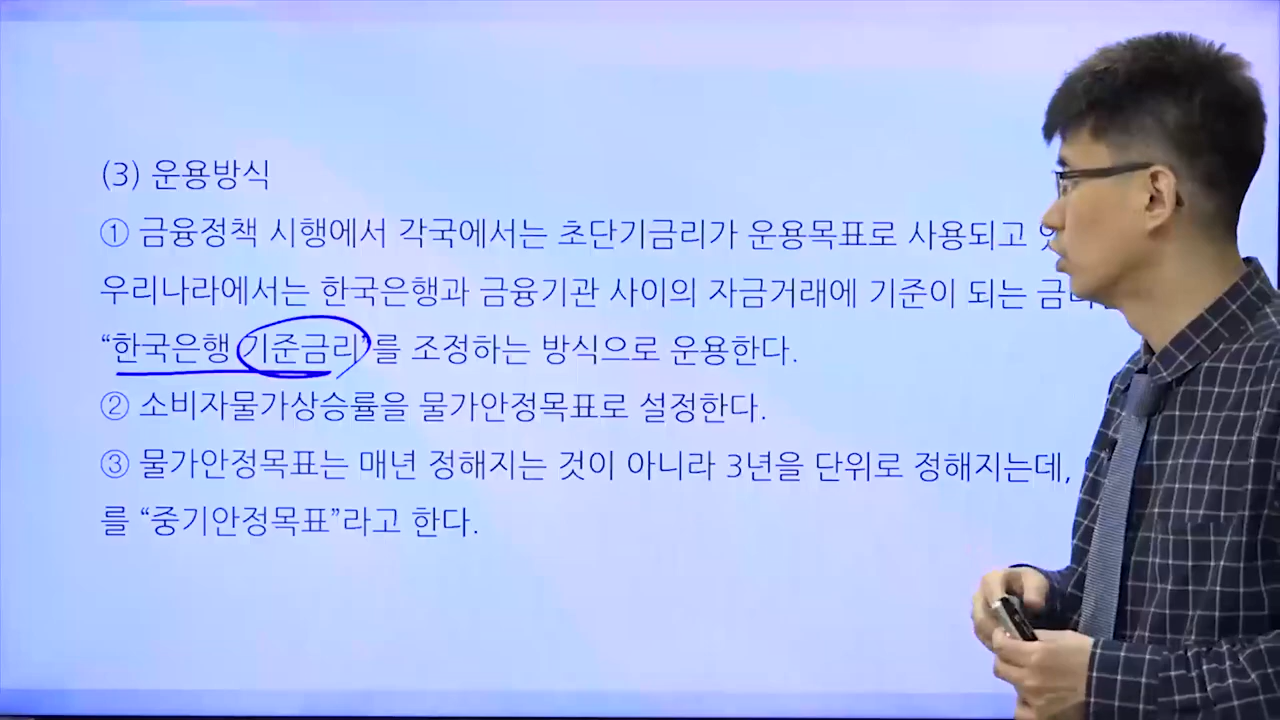 (3) 운용방식
① 금융정책 시행에서 각국에서는 초단기금리가 운용목표로 사용되고
우리나라에서는 한국은행과 금융기관 사이의 자금거래에 기준이 되는
“한국은행 기준금리”를 조정하는 방식으로 운용한다.
② 소비자물가상승률을 물가안정목표로 설정한다.
③ 물가안정목표는 매년 정해지는 것이 아니라 3년을 단위로 정해지는데,
를 “중기안정목표”라고 한다.